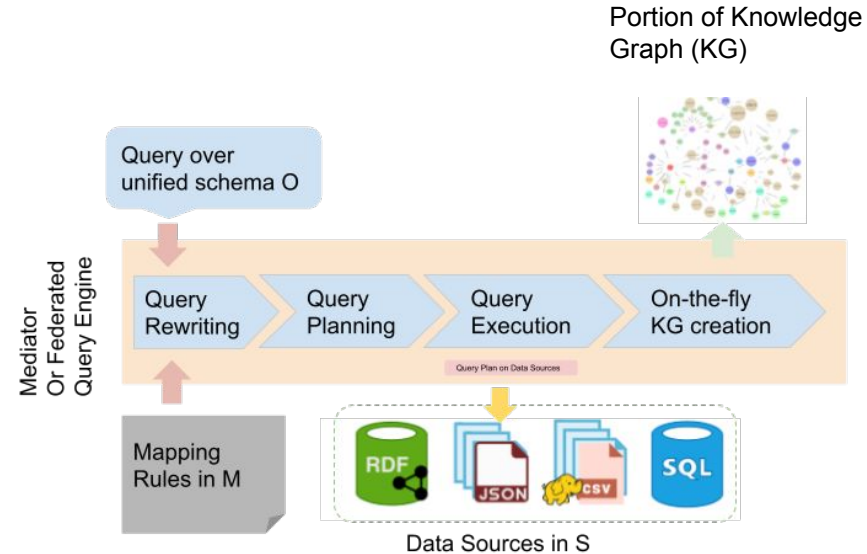 Portion of Knowledge
Graph (KG)
Query over
unified schema O
Mediator
Or Federated
Query Engine
Query
Rewriting
Query
Planning
Query
Execution
On-the-fly
KG creation
Query Plan on Data Sources
Mapping
Rules in M
RDF
JSON
CSV
SQL
Data Sources in S